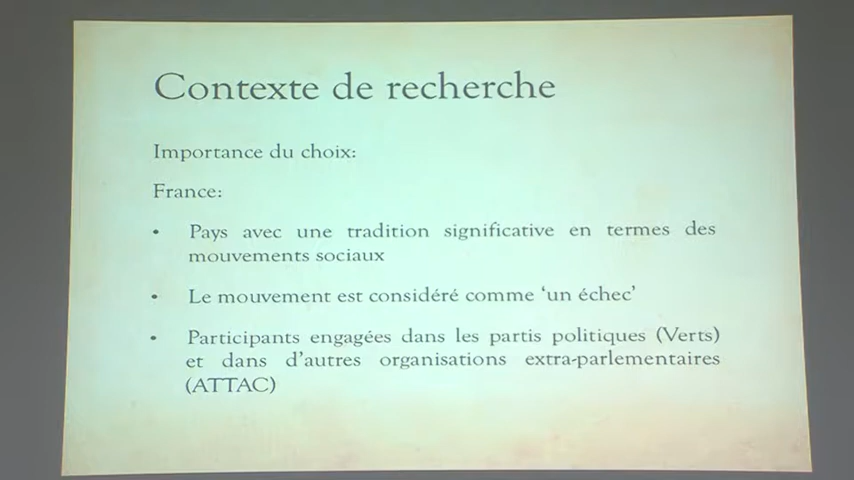 Contexte de recherche
Importance du choix:
France:
• Pays avec une tradition significative en termes des
mouvements sociaux
• Le mouvement est considéré comme ‘un échec’
• Participants engagées dans les partis politiques (Verts)
et dans d’autres organisations extra-parlementaires
(ATTAC)